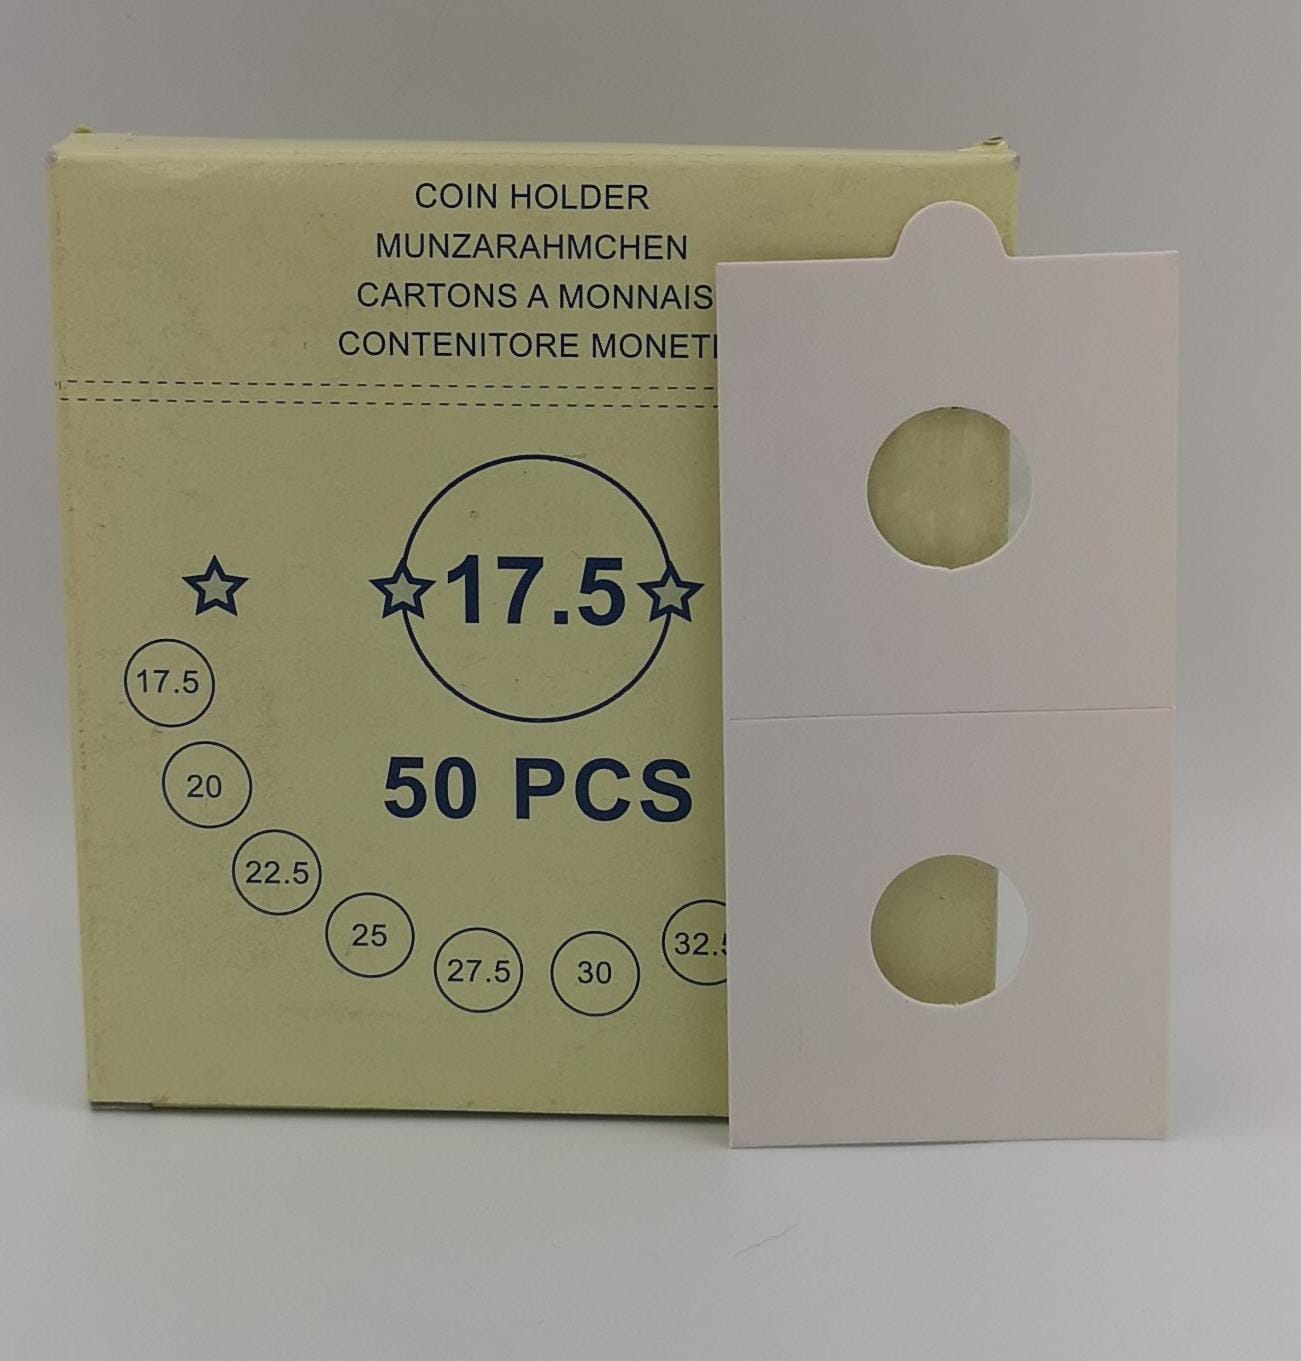 COIN HOLDER
MUNZARAHMCHEN
CARTONS A MONNAIS
CONTENITORE MONETI
17.5
50 PCS
17.5
20
22.5
25
27.5
30